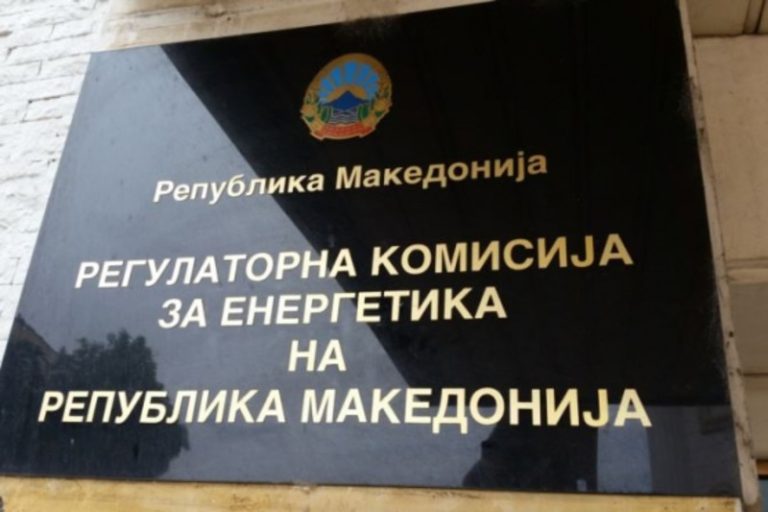 Република Македонија
РЕГУЛАТОРНА КОМИСИЈА
ЗА ЕНЕРГЕТИКА
НА
РЕПУБЛИКА МАКЕДОНИЈА